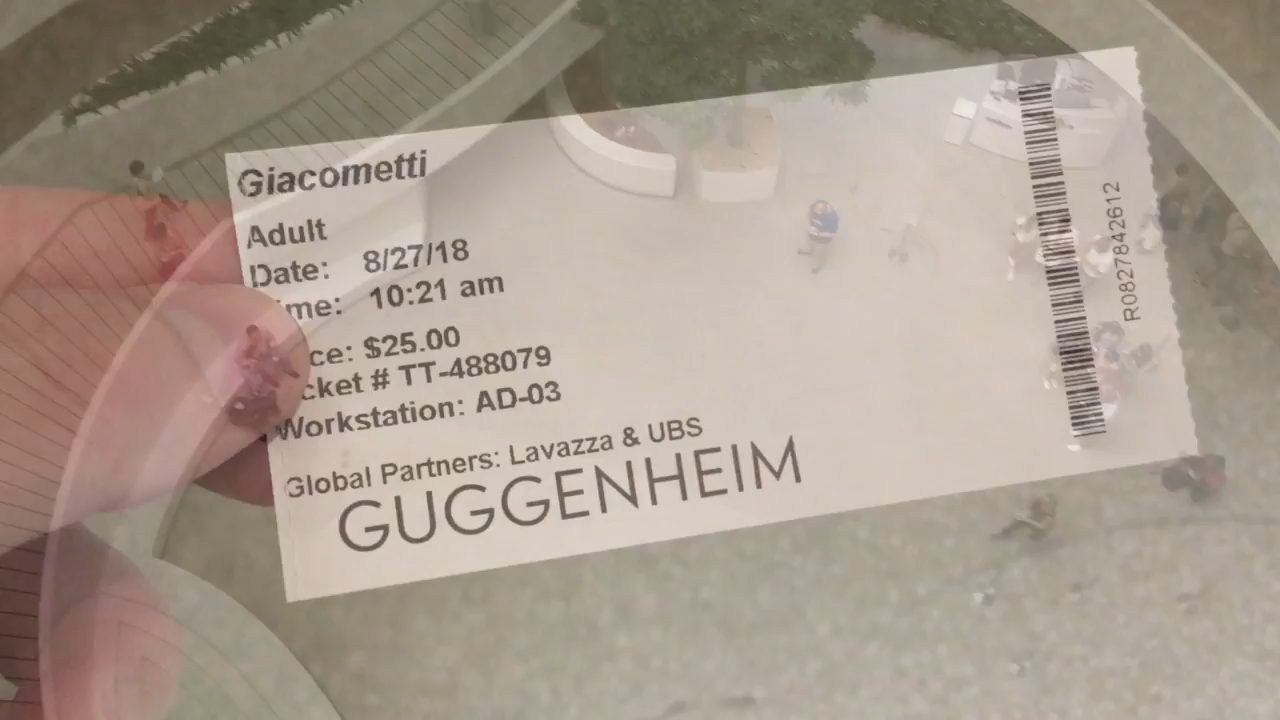 Giacometti
Adult
Date: 8/27/18
me: 10:21 am
ce: $25.00
cket # TT-488079
Workstation: AD-03
Global Partners: Lavazza & UBS
GUGGENHEIM
R0827842612